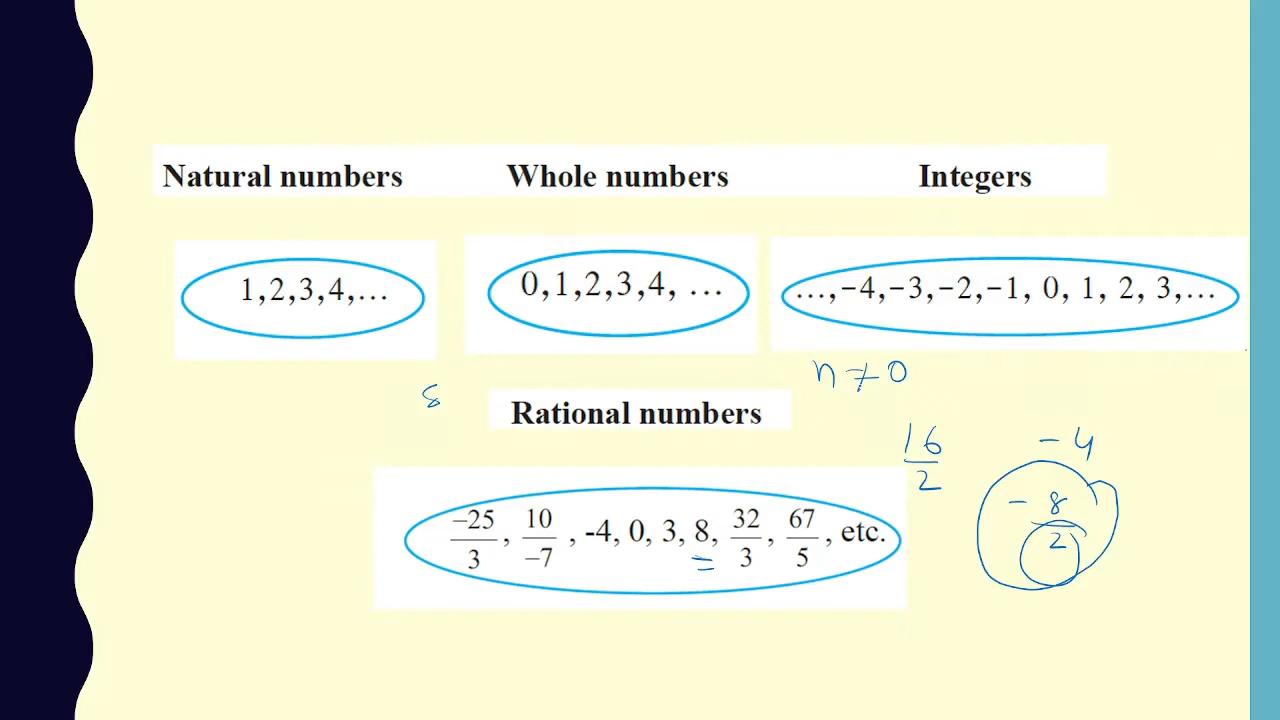 Natural numbers Whole numbers Integers
1,2,3,4,... 0,1,2,3,4, ... ...,−4,−3,−2,−1, 0, 1, 2, 3,...
n ≠ 0
8
Rational numbers
16/2
-4
-8/2
−25/3, 10/−7, -4, 0, 3, 8, 32/3, 67/5, etc.